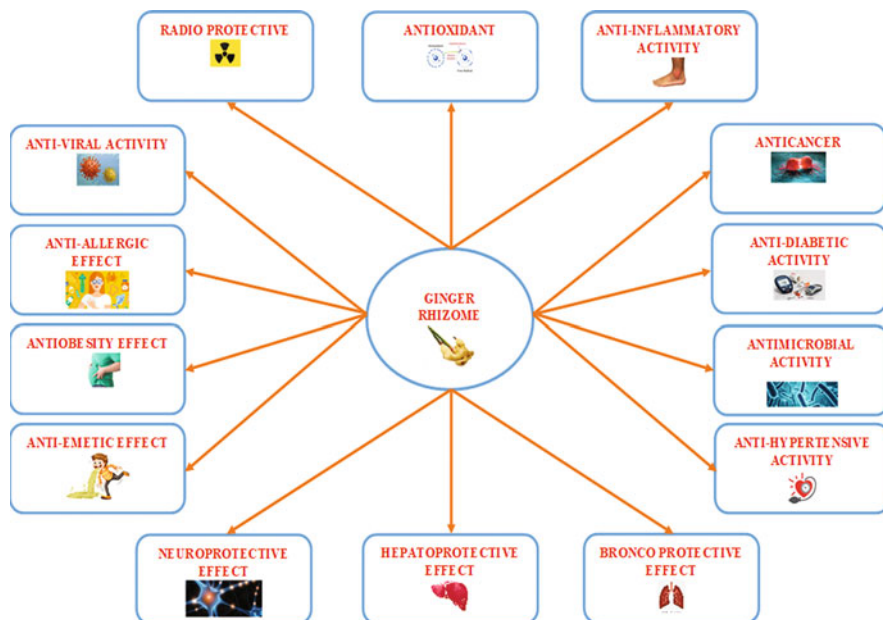 RADIO PROTECTIVE
ANTIOXIDANT
ANTI-INFLAMMATORY
ACTIVITY
ANTI-VIRAL ACTIVITY
ANTICANCER
ANTI-ALLERGIC
EFFECT
ANTI-DIABETIC
ACTIVITY
GINGER
RHIZOME
ANTIOBESITY EFFECT
ANTIMICROBIAL
ACTIVITY
ANTI-EMETIC EFFECT
ANTI-HYPERTENSIVE
ACTIVITY
NEUROPROTECTIVE
EFFECT
HEPATOPROTECTIVE
EFFECT
BRONCO PROTECTIVE
EFFECT